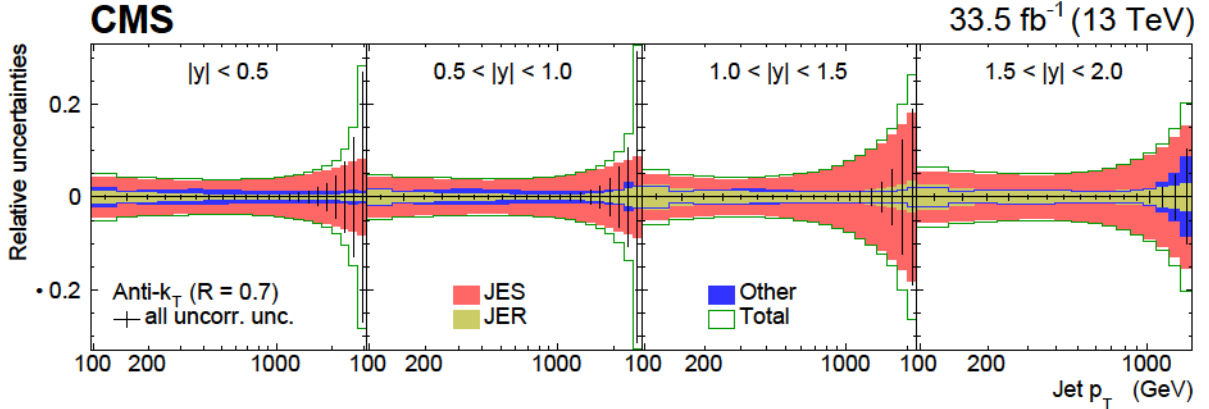 CMS
33.5 fb⁻¹ (13 TeV)
Relative uncertainties
|y| < 0.5
0.5 < |y| < 1.0
1.0 < |y| < 1.5
1.5 < |y| < 2.0
0.2
0
• 0.2
Anti-k_T (R = 0.7)
all uncorr. unc.
JES
JER
Other
Total
100 200 1000 100 200 1000 100 200 1000 100 200 1000
Jet p_T (GeV)